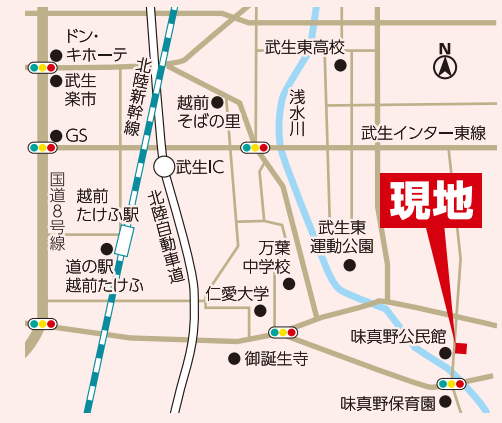 ドン・
キホーテ
武生
楽市
GS
国道8号線
北陸新幹線
越前
そばの里
武生東高校
浅水川
N
武生インター東線
武生IC
越前
たけふ駅
道の駅
越前たけふ
北陸自動車道
万葉
中学校
仁愛大学
御誕生寺
武生東
運動公園
現地
味真野公民館
味真野保育園